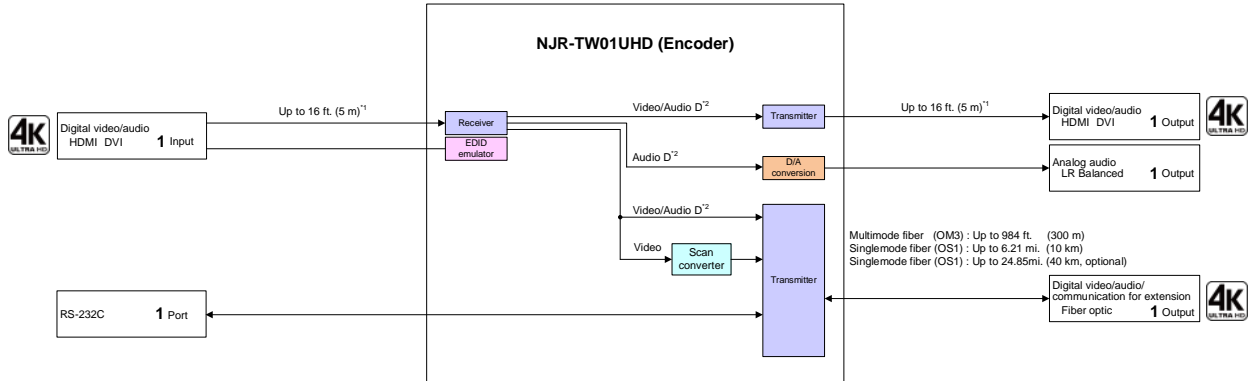 NJR-TW01UHD (Encoder)
4K
ULTRA HD
Digital video/audio
HDMI DVI 1 Input
Up to 16 ft. (5 m)*1
Receiver
EDID
emulator
Video/Audio D*2
Transmitter
Up to 16 ft. (5 m)*1
Digital video/audio
HDMI DVI 1 Output
4K
ULTRA HD
Audio D*2
D/A
conversion
Analog audio
LR Balanced 1 Output
Video/Audio D*2
Video
Scan
converter
Transmitter
Multimode fiber (OM3) : Up to 984 ft. (300 m)
Singlemode fiber (OS1) : Up to 6.21 mi. (10 km)
Singlemode fiber (OS1) : Up to 24.85mi. (40 km, optional)
Digital video/audio/
communication for extension
Fiber optic 1 Output
4K
ULTRA HD
RS-232C 1 Port